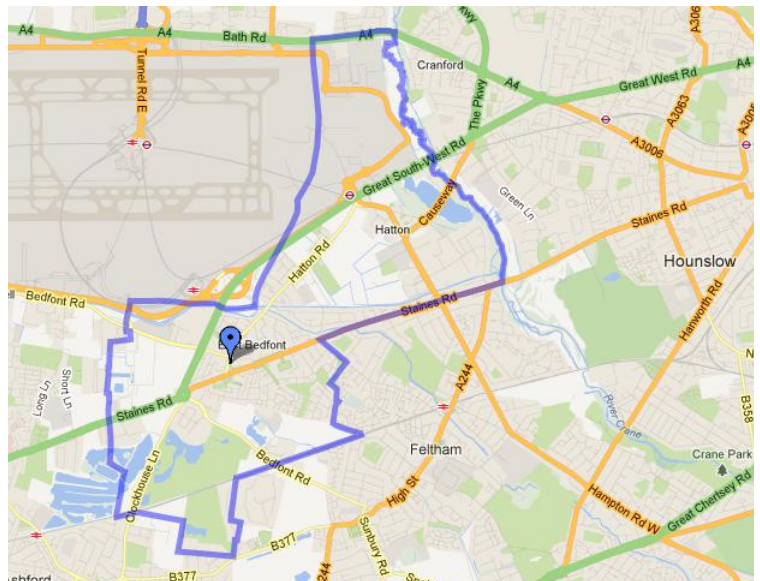 A4
A4
Bath Rd
A4
Tunnel Rd E
Cranford
The Pkwy
A4
Great West Rd
A4
A306
A3063
A3006
Great South-West Rd
Causeway
Green Ln
Staines Rd
Hatton
Hatton Rd
Hounslow
Bedfont Rd
Staines Rd
Hanworth Rd
East Bedfont
A244
Long Ln
Short Ln
Staines Rd
B358
River Crane
Feltham
Crane Park
Clockhouse Ln
Bedfont Rd
High St
Hampton Rd W
Great Chertsey Rd
Sunbury Rd
B377
B377
A244